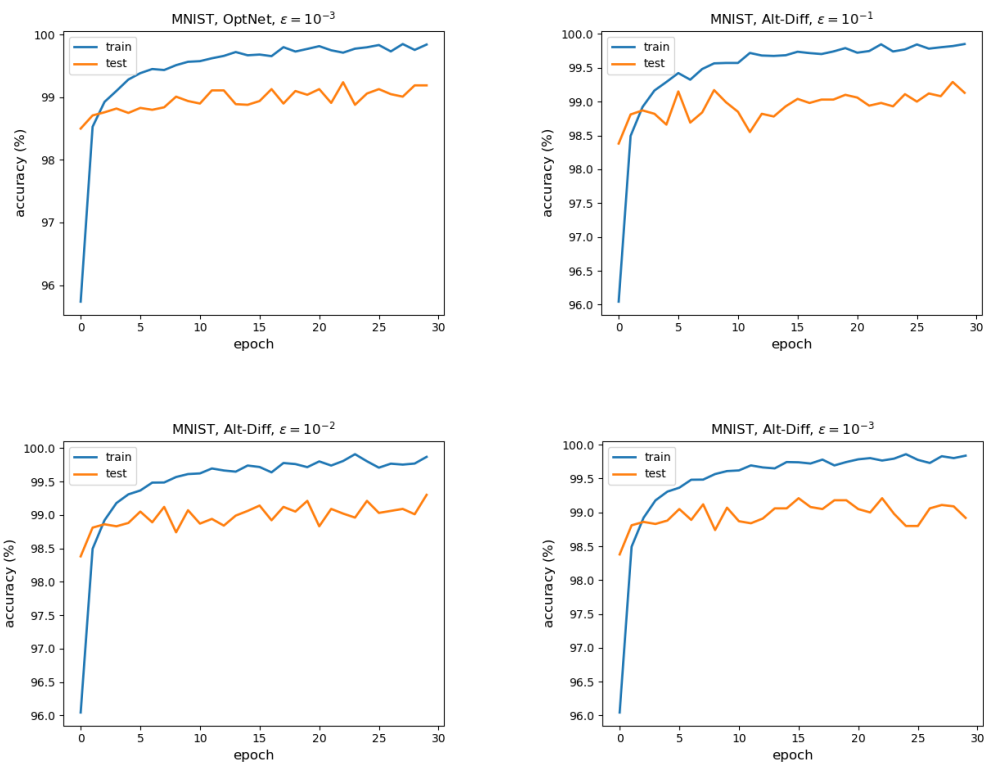 MNIST, OptNet, ε = 10⁻³
100
99
98
97
96
accuracy (%)
train
test
0 5 10 15 20 25 30
epoch
MNIST, Alt-Diff, ε = 10⁻¹
100.0
99.5
99.0
98.5
98.0
97.5
97.0
96.5
96.0
accuracy (%)
train
test
0 5 10 15 20 25 30
epoch
MNIST, Alt-Diff, ε = 10⁻²
100.0
99.5
99.0
98.5
98.0
97.5
97.0
96.5
96.0
accuracy (%)
train
test
0 5 10 15 20 25 30
epoch
MNIST, Alt-Diff, ε = 10⁻³
100.0
99.5
99.0
98.5
98.0
97.5
97.0
96.5
96.0
accuracy (%)
train
test
0 5 10 15 20 25 30
epoch